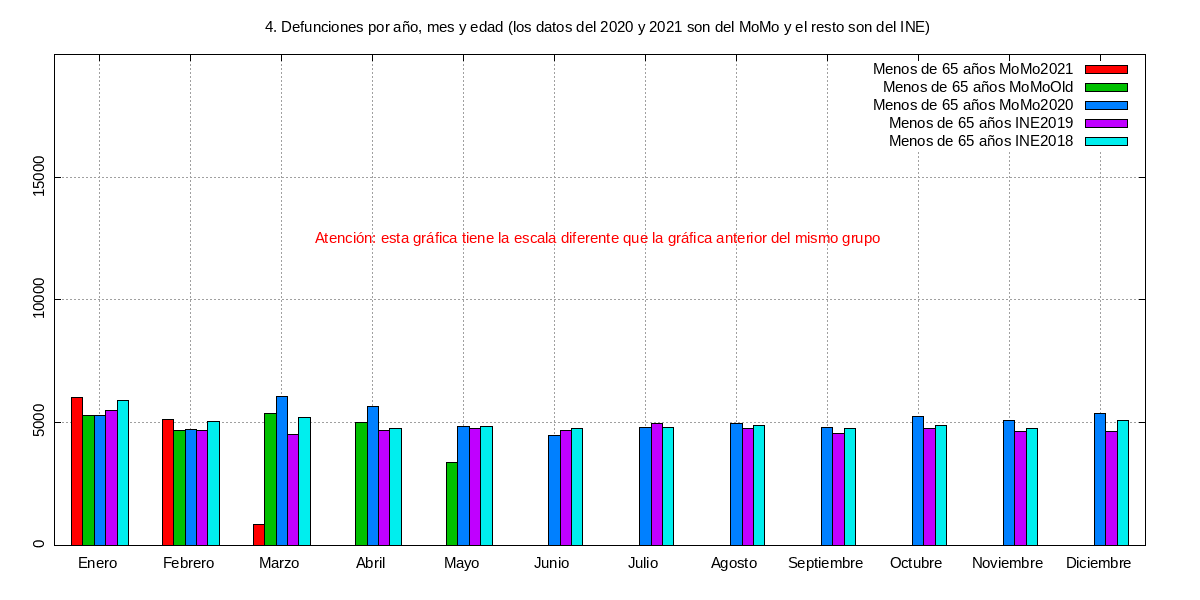 4. Defunciones por año, mes y edad (los datos del 2020 y 2021 son del MoMo y el resto son del INE)
Menos de 65 años MoMo2021
Menos de 65 años MoMoOld
Menos de 65 años MoMo2020
Menos de 65 años INE2019
Menos de 65 años INE2018
15000
Atención: esta gráfica tiene la escala diferente que la gráfica anterior del mismo grupo
10000
5000
0
Enero Febrero Marzo Abril Mayo Junio Julio Agosto Septiembre Octubre Noviembre Diciembre